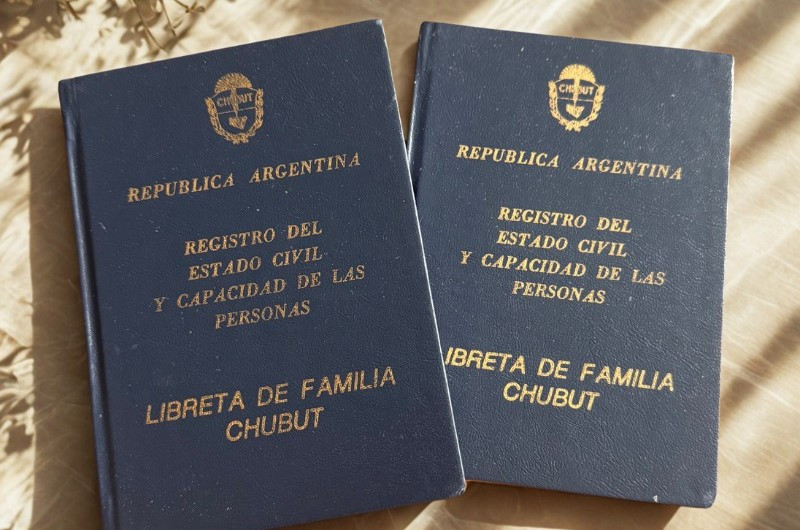 CHUBUT
REPUBLICA ARGENTINA
REGISTRO DEL
ESTADO CIVIL
Y CAPACIDAD DE LAS
PERSONAS
LIBRETA DE FAMILIA
CHUBUT
CHUBUT
REPUBLICA ARGENTINA
REGISTRO DEL
ESTADO CIVIL
Y CAPACIDAD DE LAS
PERSONAS
IBRETA DE FAMILIA
CHUBUT